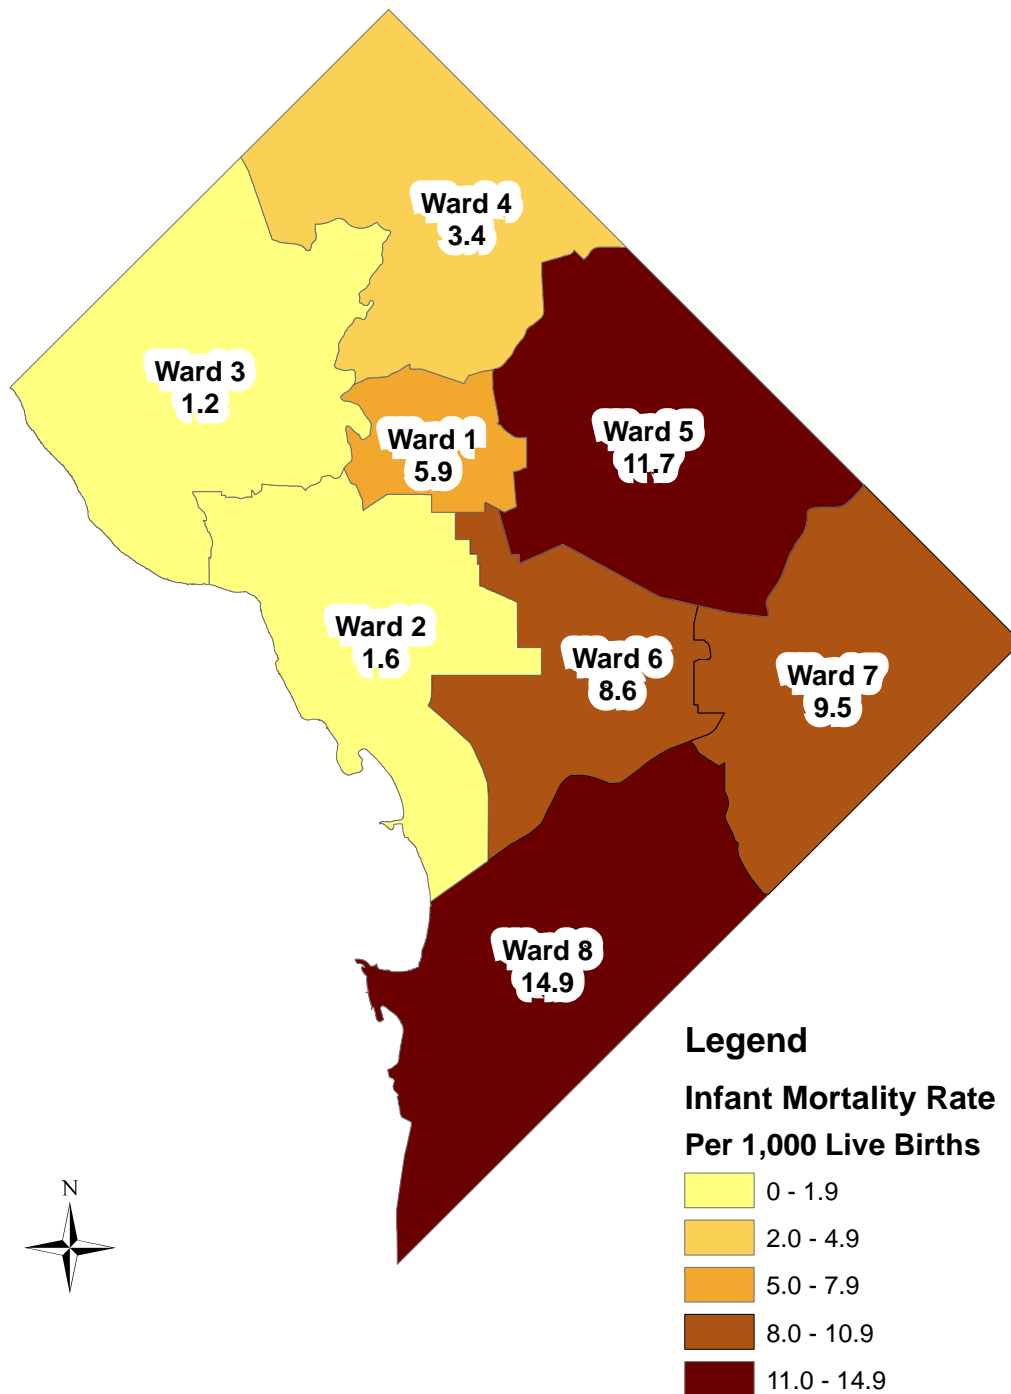 Ward 4
3.4
Ward 3
1.2
Ward 1
5.9
Ward 5
11.7
Ward 2
1.6
Ward 6
8.6
Ward 7
9.5
Ward 8
14.9
Legend
Infant Mortality Rate
Per 1,000 Live Births
0 - 1.9
2.0 - 4.9
5.0 - 7.9
8.0 - 10.9
11.0 - 14.9
N